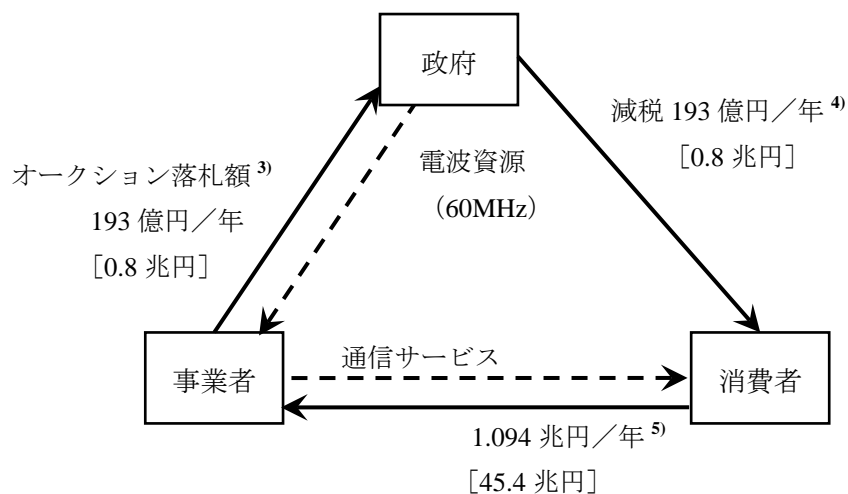 政府
減税 193 億円／年 4)
［0.8 兆円］
オークション落札額 3)
193 億円／年
［0.8 兆円］
電波資源
（60MHz）
事業者
通信サービス
消費者
1.094 兆円／年 5)
［45.4 兆円］